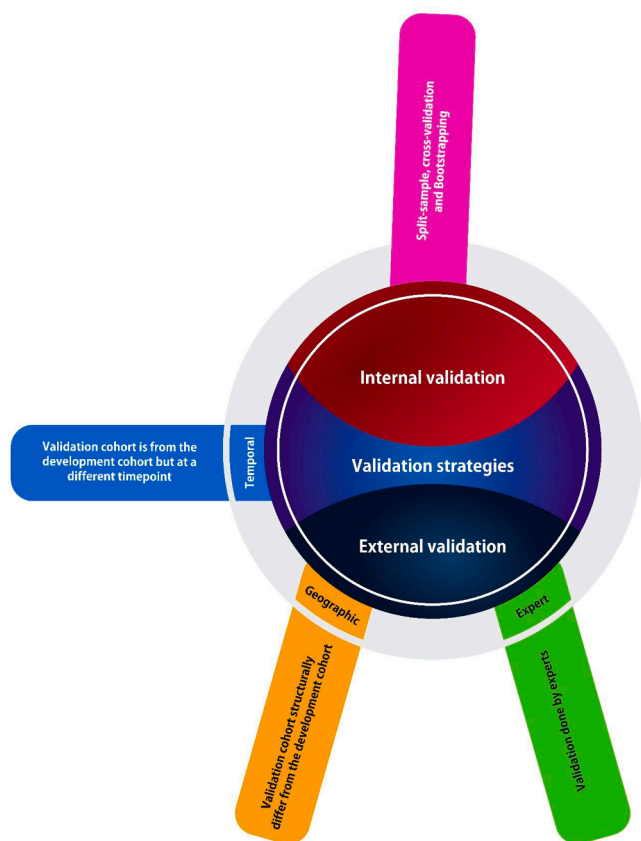 Split-sample, cross-validation
and Bootstrapping
Internal validation
Validation strategies
External validation
Temporal
Validation cohort is from the
development cohort but at a
different timepoint
Geographic
Validation cohort structurally
differ from the development cohort
Expert
Validation done by experts